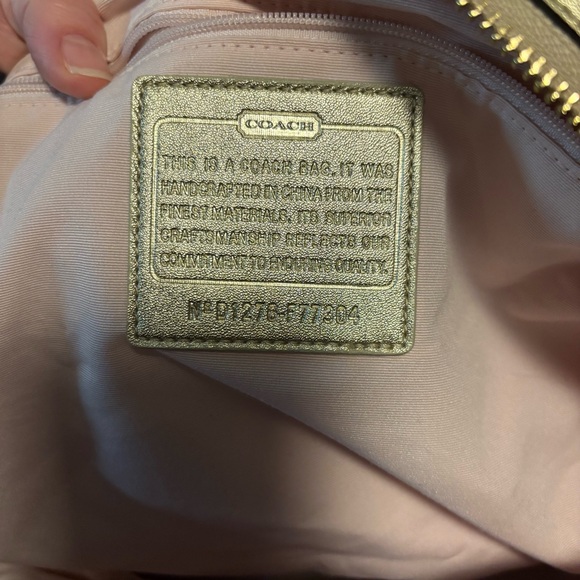 COACH
THIS IS A COACH BAG. IT WAS
HANDCRAFTED IN CHINA FROM THE
FINEST MATERIALS. ITS SUPERIOR
CRAFTSMANSHIP REFLECTS OUR
COMMITMENT TO ENDURING QUALITY.
Nº D1276-F77304